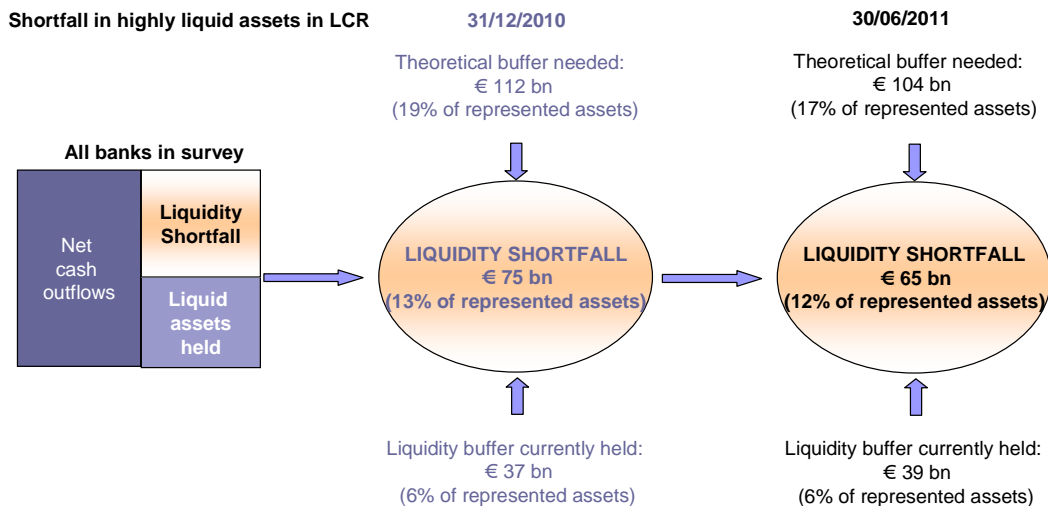 Shortfall in highly liquid assets in LCR
31/12/2010
30/06/2011
Theoretical buffer needed:
€ 112 bn
(19% of represented assets)
Theoretical buffer needed:
€ 104 bn
(17% of represented assets)
All banks in survey
Net
cash
outflows
Liquidity
Shortfall
Liquid
assets
held
LIQUIDITY SHORTFALL
€ 75 bn
(13% of represented assets)
LIQUIDITY SHORTFALL
€ 65 bn
(12% of represented assets)
Liquidity buffer currently held:
€ 37 bn
(6% of represented assets)
Liquidity buffer currently held:
€ 39 bn
(6% of represented assets)